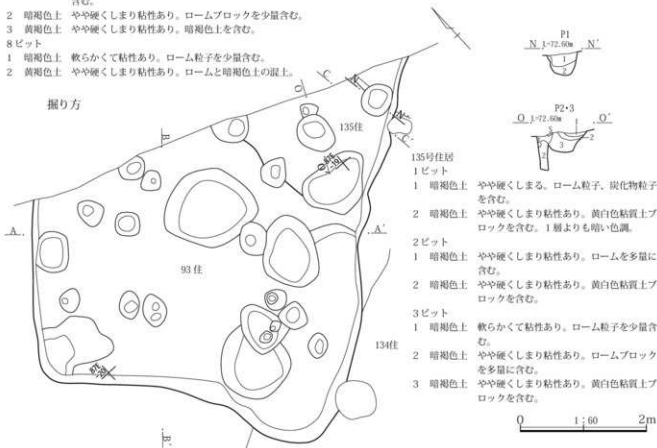 含む。
2 暗褐色土 やや硬くしまり粘性あり。ロームブロックを少量含む。
3 黄褐色土 やや硬くしまり粘性あり。暗褐色土を含む。
8ピット
1 暗褐色土 軟らかくて粘性あり。ローム粒子を少量含む。
2 黄褐色土 やや硬くしまり粘性あり。ロームと暗褐色土の混土。
掘り方
A
A'
B
B'
C
C'
O
N
N'
135住
93住
134住
P1
N L=72.60m N'
1
2
P2・3
O L=72.60m O'
1
2
3
2
135号住居
1ピット
1 暗褐色土 やや硬くしまる。ローム粒子、炭化物粒子
を含む。
2 暗褐色土 やや硬くしまり粘性あり。黄白色粘質土ブ
ロックを含む。1層よりも暗い色調。
2ピット
1 暗褐色土 やや硬くしまり粘性あり。ロームを多量に
含む。
2 暗褐色土 やや硬くしまり粘性あり。黄白色粘質土ブ
ロックを含む。
3ピット
1 暗褐色土 軟らかくて粘性あり。ローム粒子を少量含
む。
2 暗褐色土 やや硬くしまり粘性あり。ロームブロック
を多量に含む。
3 暗褐色土 やや硬くしまり粘性あり。黄白色粘質土ブ
ロックを含む。
0 1:60 2m